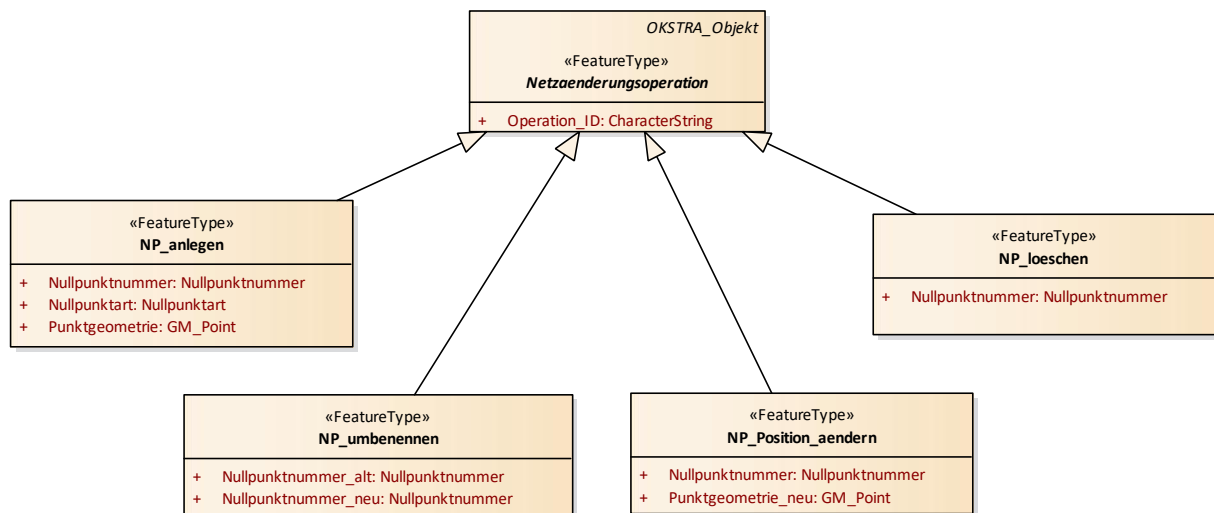 OKSTRA_Objekt
«FeatureType»
Netzaenderungsoperation
+ Operation_ID: CharacterString
«FeatureType»
NP_anlegen
+ Nullpunktnummer: Nullpunktnummer
+ Nullpunktart: Nullpunktart
+ Punktgeometrie: GM_Point
«FeatureType»
NP_loeschen
+ Nullpunktnummer: Nullpunktnummer
«FeatureType»
NP_umbenennen
+ Nullpunktnummer_alt: Nullpunktnummer
+ Nullpunktnummer_neu: Nullpunktnummer
«FeatureType»
NP_Position_aendern
+ Nullpunktnummer: Nullpunktnummer
+ Punktgeometrie_neu: GM_Point